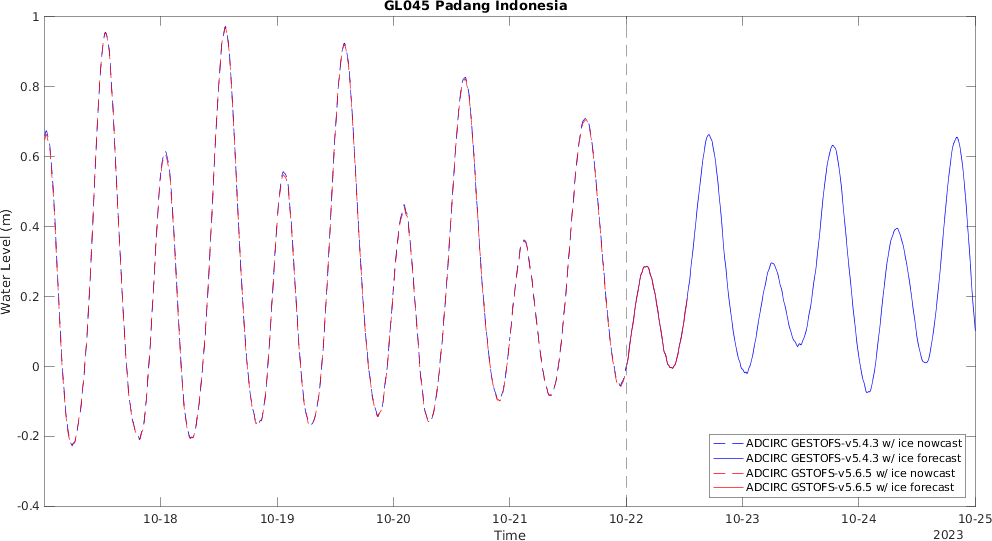 GL045 Padang Indonesia
Water Level (m)
1
0.8
0.6
0.4
0.2
0
-0.2
-0.4
10-18
10-19
10-20
10-21
10-22
10-23
10-24
10-25
Time
2023
ADCIRC GESTOFS-v5.4.3 w/ ice nowcast
ADCIRC GESTOFS-v5.4.3 w/ ice forecast
ADCIRC GSTOFS-v5.6.5 w/ ice nowcast
ADCIRC GSTOFS-v5.6.5 w/ ice forecast